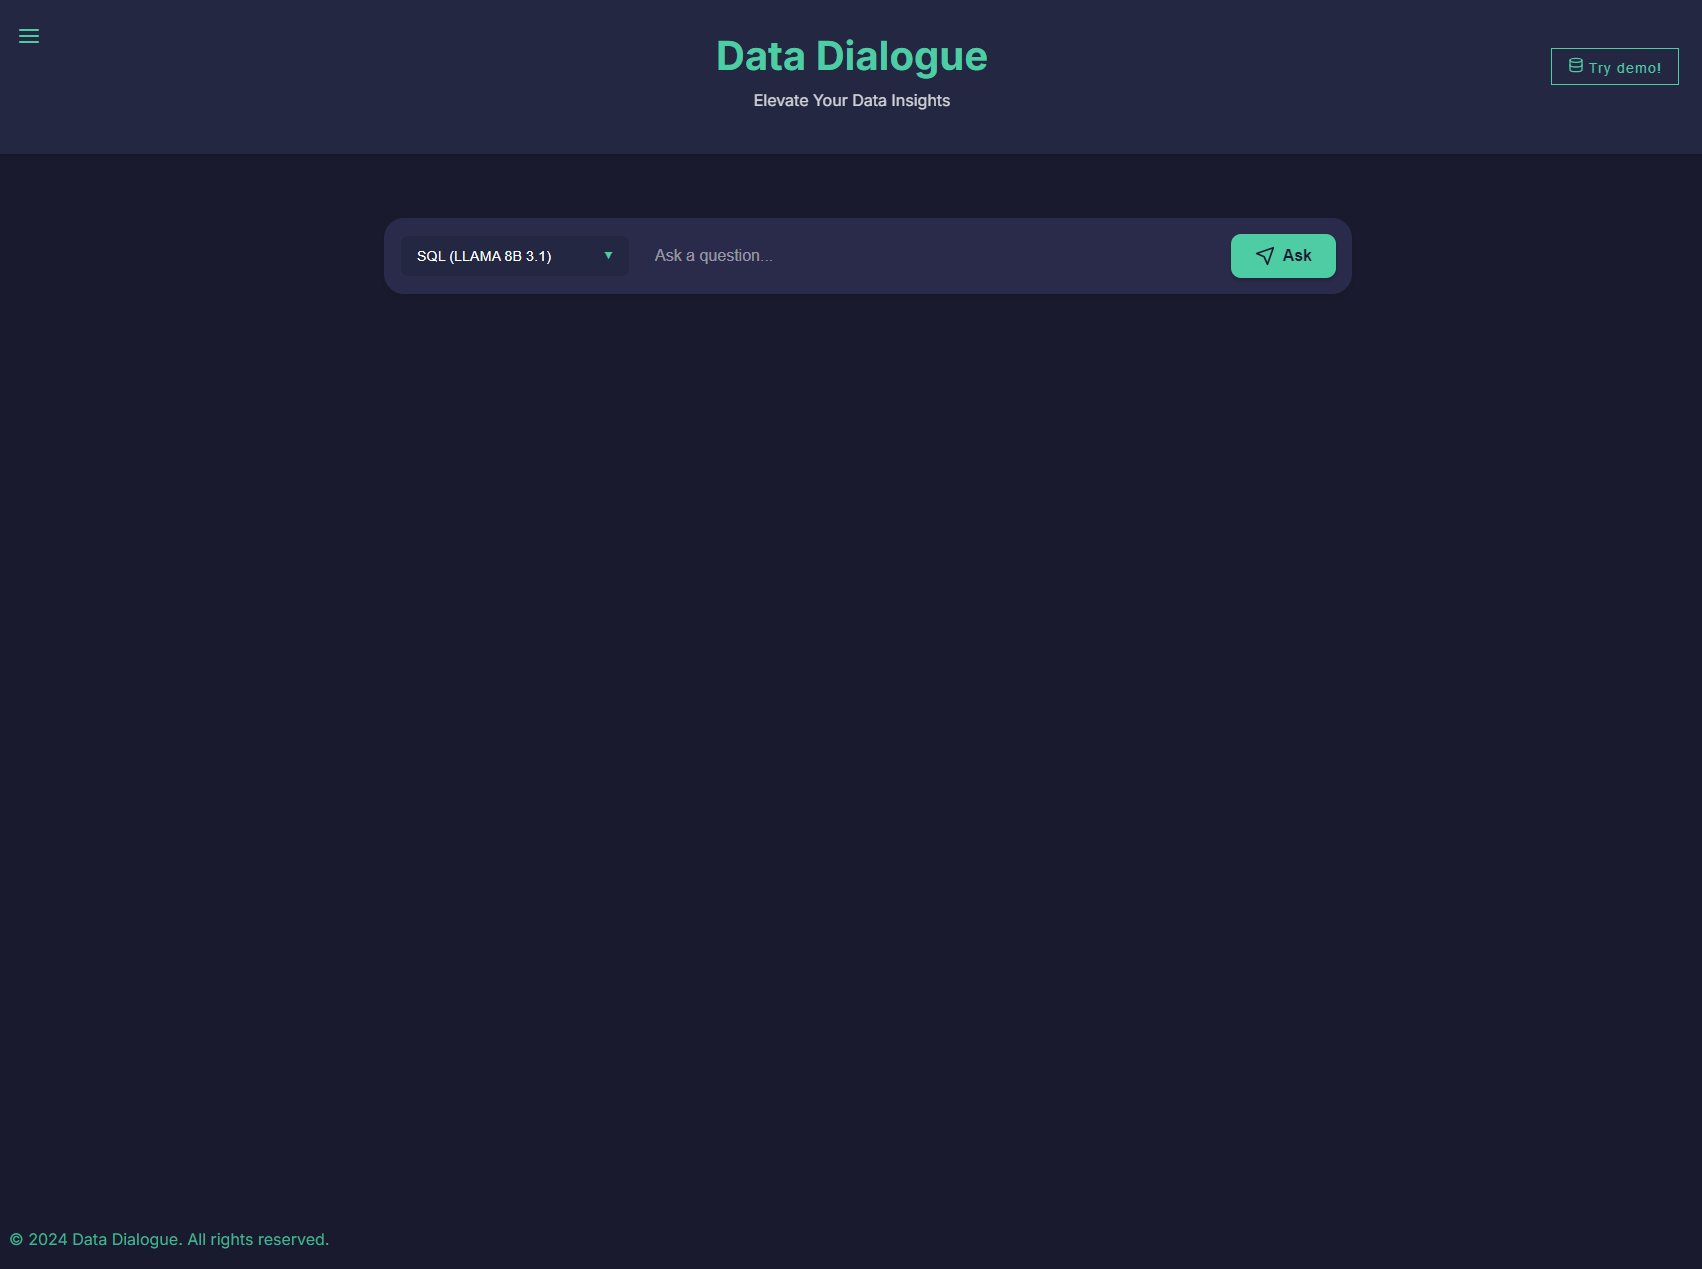 Data Dialogue
Elevate Your Data Insights
Try demo!
SQL (LLAMA 8B 3.1)
Ask a question...
Ask
© 2024 Data Dialogue. All rights reserved.